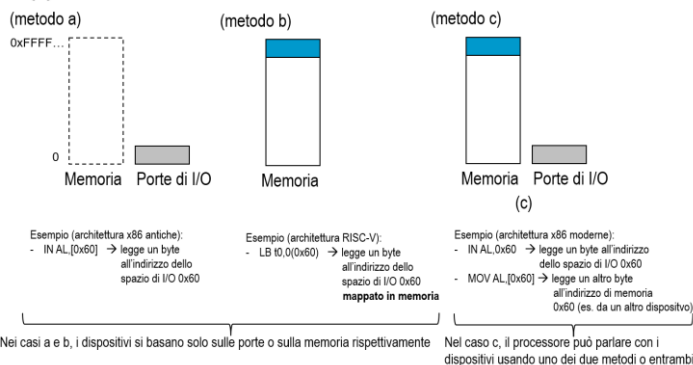 (metodo a)
(metodo b)
(metodo c)
0xFFFF…
0
Memoria
Porte di I/O
Memoria
Memoria
Porte di I/O
(c)
Esempio (architettura x86 antiche):
- IN AL,[0x60] → legge un byte
all'indirizzo dello
spazio di I/O 0x60
Esempio (architettura RISC-V):
- LB t0,0(0x60) → legge un byte
all'indirizzo dello
spazio di I/O 0x60
mappato in memoria
Esempio (architettura x86 moderne):
- IN AL,0x60 → legge un byte all'indirizzo
dello spazio di I/O 0x60
- MOV AL,[0x60] → legge un altro byte
all'indirizzo di memoria
0x60 (es. da un altro dispositvo)
Nei casi a e b, i dispositivi si basano solo sulle porte o sulla memoria rispettivamente
Nel caso c, il processore può parlare con i
dispositivi usando uno dei due metodi o entrambi